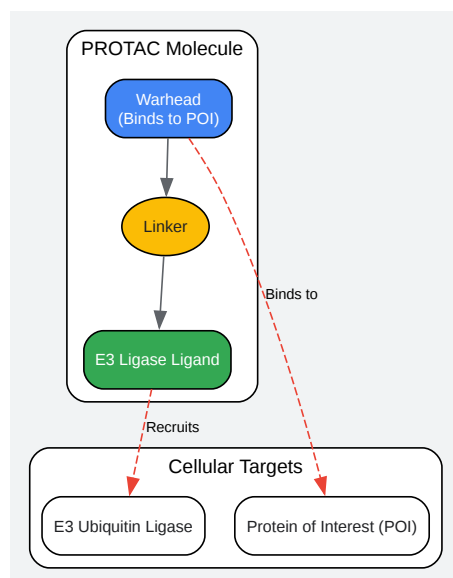 PROTAC Molecule
Warhead
(Binds to POI)
Linker
Binds to
E3 Ligase Ligand
Recruits
Cellular Targets
E3 Ubiquitin Ligase
Protein of Interest (POI)